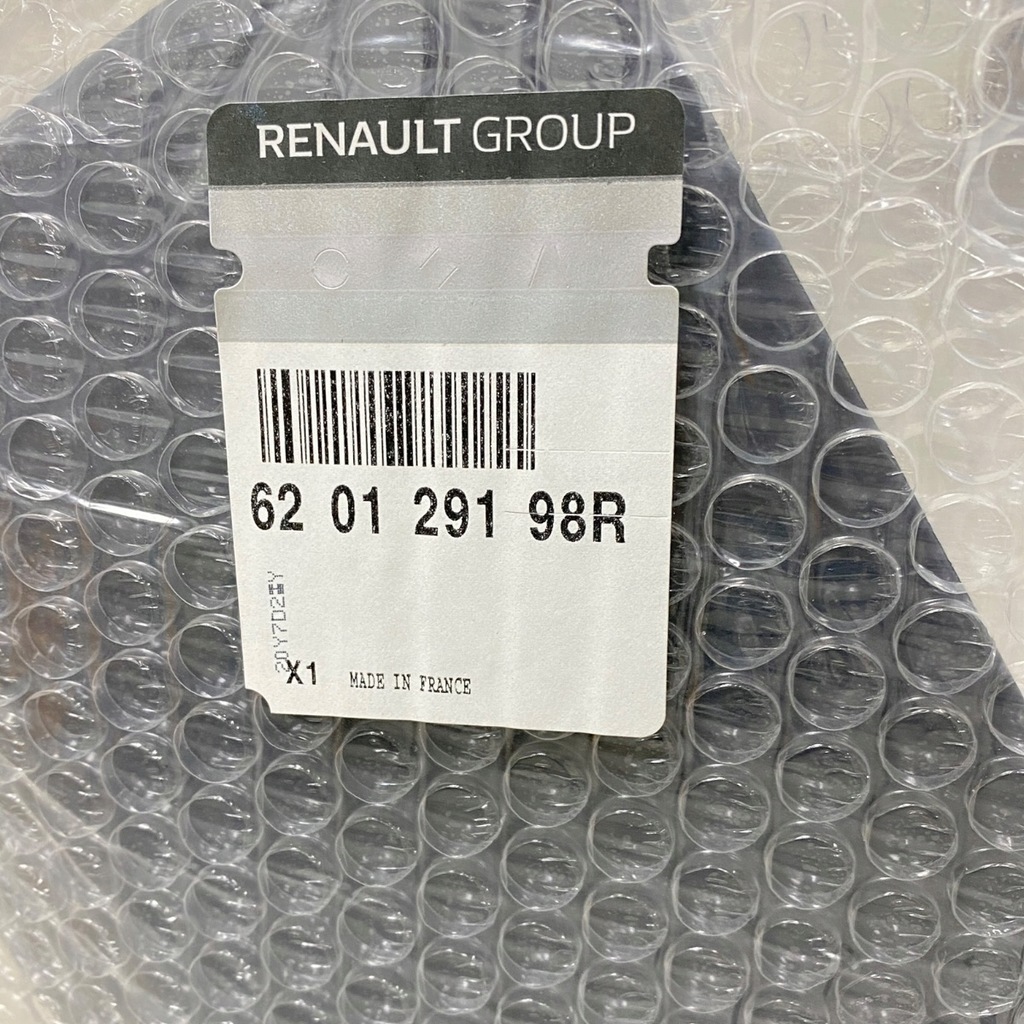 RENAULT GROUP
62 01 291 98R
X1 MADE IN FRANCE